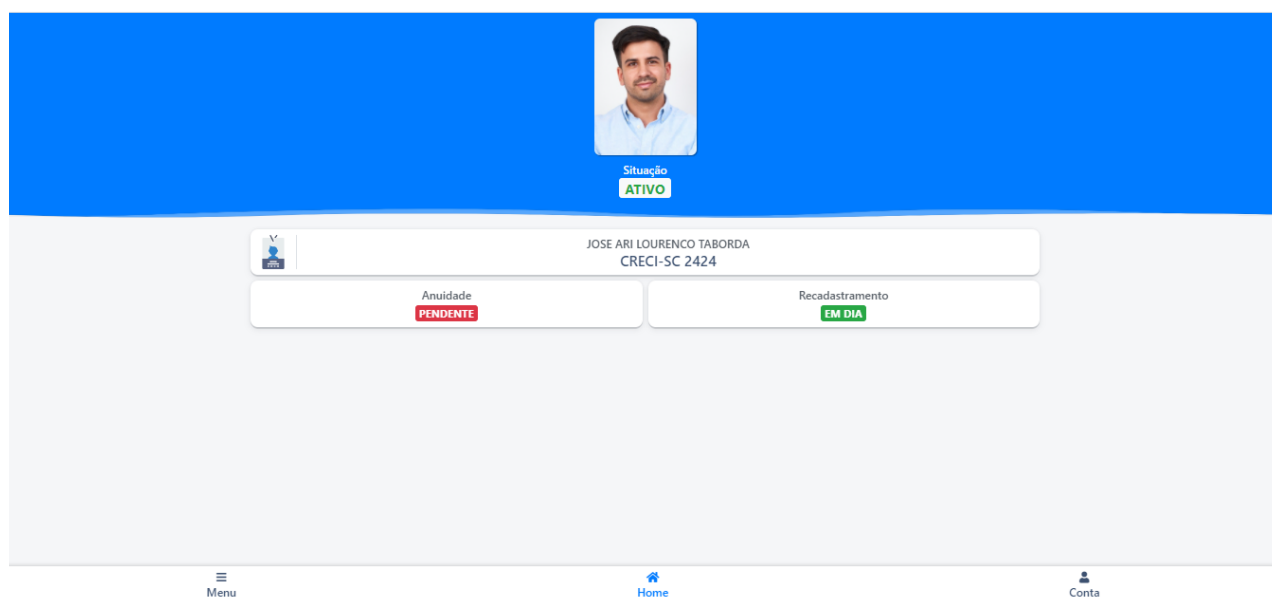 Situação
ATIVO
JOSE ARI LOURENCO TABORDA
CRECI-SC 2424
Anuidade
PENDENTE
Recadastramento
EM DIA
Menu
Home
Conta